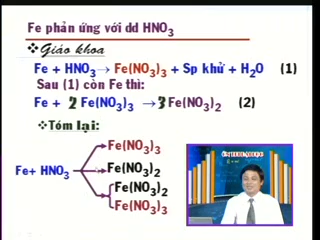 Fe phản ứng với dd HNO3
Giáo khoa
Fe + HNO3 → Fe(NO3)3 + Sp khử + H2O (1)
Sau (1) còn Fe thì:
Fe + 2 Fe(NO3)3 → 3 Fe(NO3)2 (2)
Tóm lại:
Fe(NO3)3
Fe+ HNO3
Fe(NO3)2
Fe(NO3)2
Fe(NO3)3